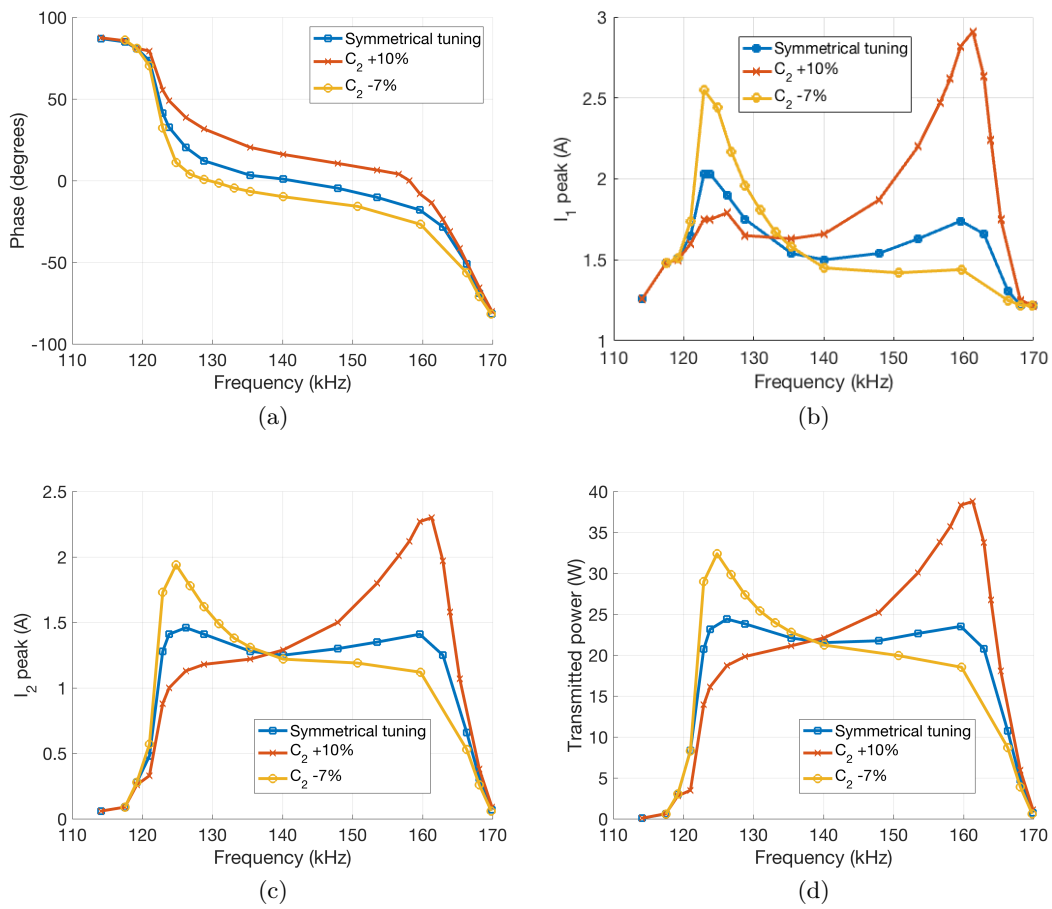 100
50
0
-50
-100
Phase (degrees)
110 120 130 140 150 160 170
Frequency (kHz)
Symmetrical tuning
C2 +10%
C2 -7%
(a)
3
2.5
2
1.5
1
I1 peak (A)
110 120 130 140 150 160 170
Frequency (kHz)
Symmetrical tuning
C2 +10%
C2 -7%
(b)
2.5
2
1.5
1
0.5
0
I2 peak (A)
110 120 130 140 150 160 170
Frequency (kHz)
Symmetrical tuning
C2 +10%
C2 -7%
(c)
40
35
30
25
20
15
10
5
0
Transmitted power (W)
110 120 130 140 150 160 170
Frequency (kHz)
Symmetrical tuning
C2 +10%
C2 -7%
(d)